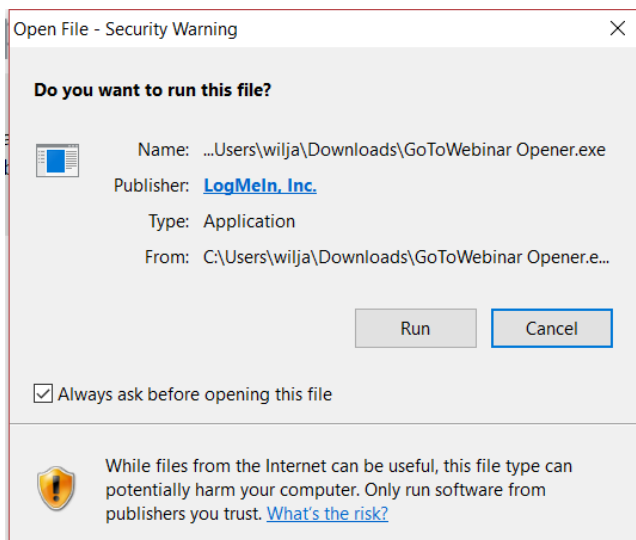 Open File - Security Warning
Do you want to run this file?
Name: ...Users\wilja\Downloads\GoToWebinar Opener.exe
Publisher: LogMeIn, Inc.
Type: Application
From: C:\Users\wilja\Downloads\GoToWebinar Opener.e...
Run Cancel
Always ask before opening this file
While files from the Internet can be useful, this file type can
potentially harm your computer. Only run software from
publishers you trust. What's the risk?